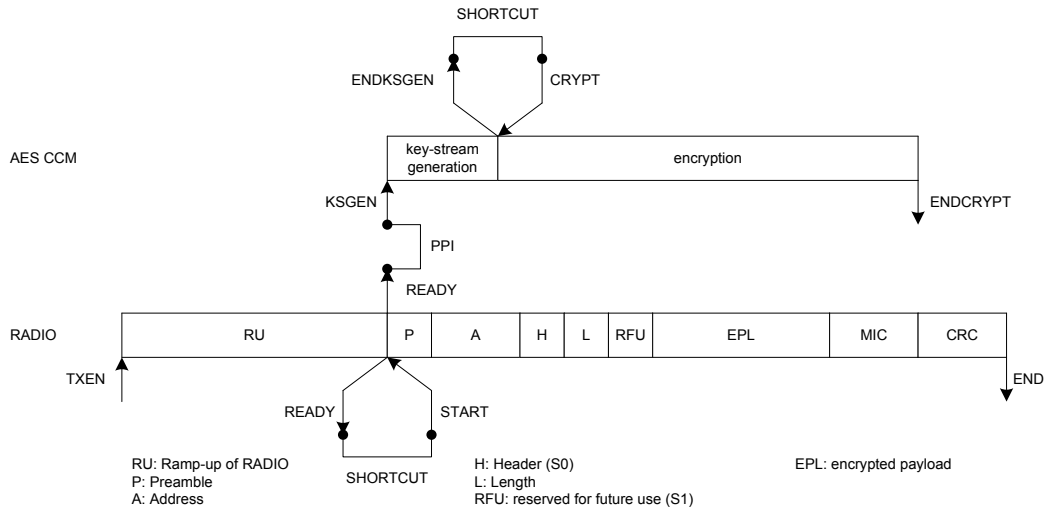 SHORTCUT
ENDKSGEN
CRYPT
AES CCM
key-stream
generation
encryption
KSGEN
ENDCRYPT
PPI
READY
RADIO
RU
P
A
H
L
RFU
EPL
MIC
CRC
TXEN
END
READY
START
SHORTCUT
RU: Ramp-up of RADIO
P: Preamble
A: Address
H: Header (S0)
L: Length
RFU: reserved for future use (S1)
EPL: encrypted payload